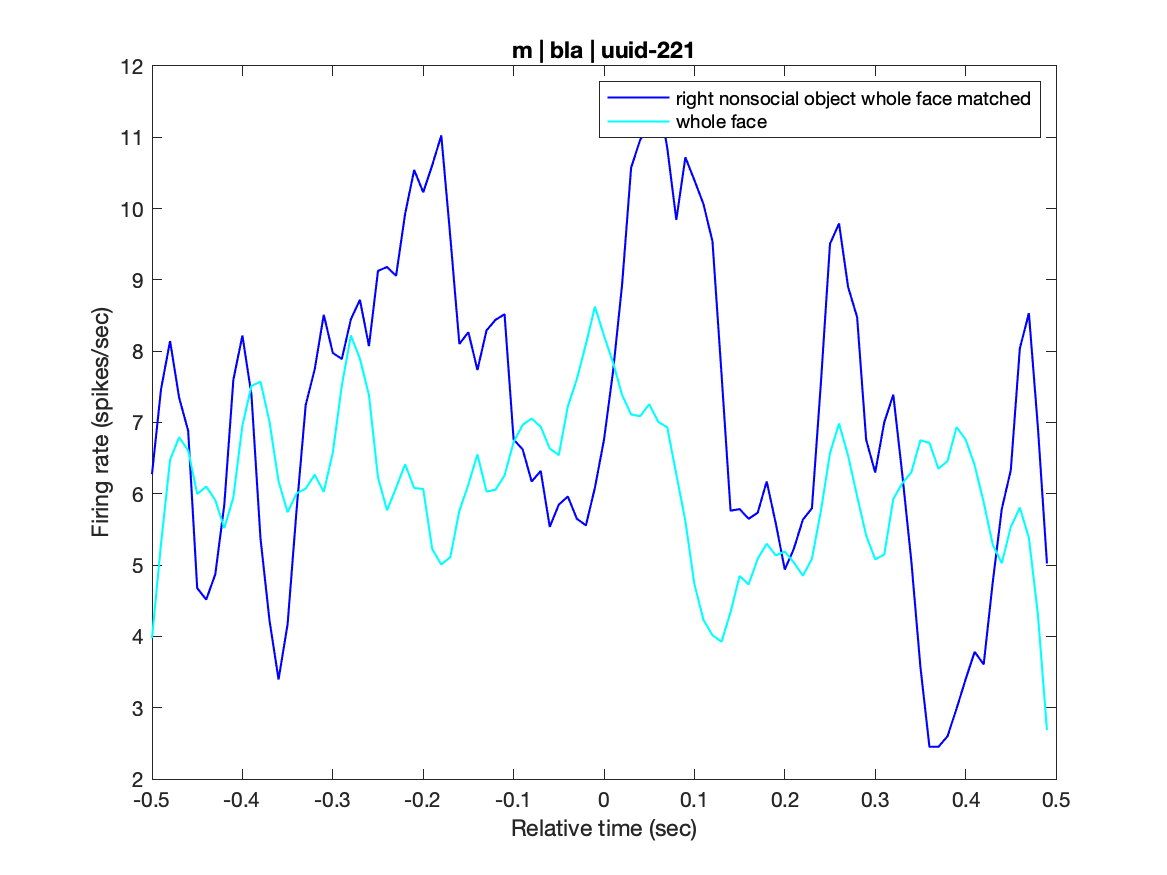 m | bla | uuid-221
12
11
10
9
8
7
6
5
4
3
2
right nonsocial object whole face matched
whole face
Firing rate (spikes/sec)
-0.5 -0.4 -0.3 -0.2 -0.1 0 0.1 0.2 0.3 0.4 0.5
Relative time (sec)